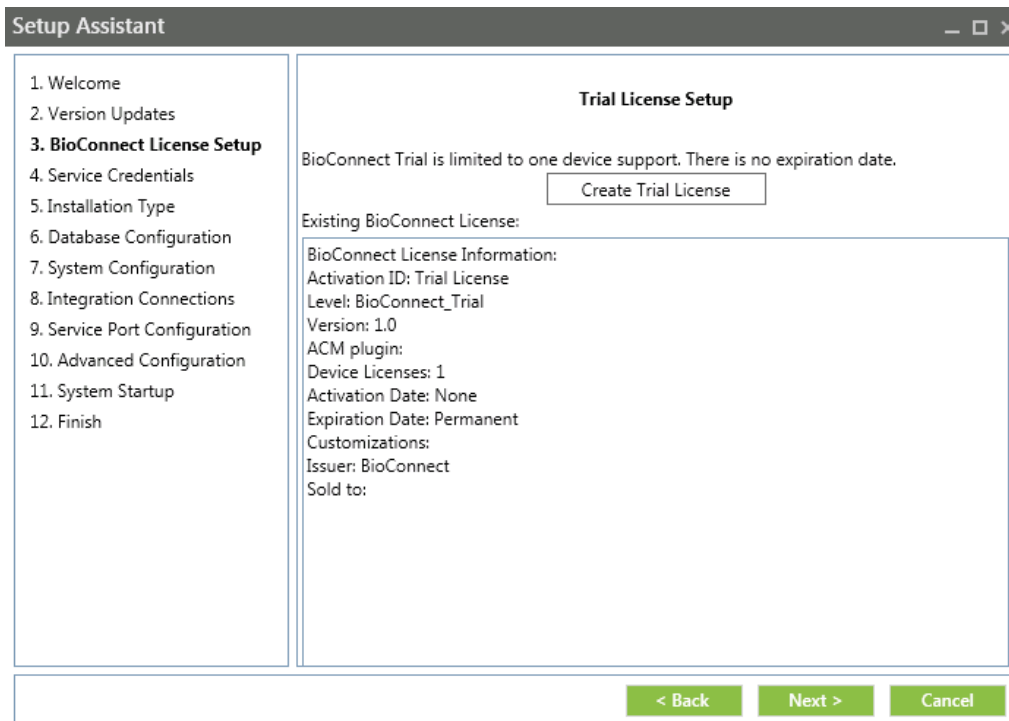 Setup Assistant
1. Welcome
2. Version Updates
3. BioConnect License Setup
4. Service Credentials
5. Installation Type
6. Database Configuration
7. System Configuration
8. Integration Connections
9. Service Port Configuration
10. Advanced Configuration
11. System Startup
12. Finish
Trial License Setup
BioConnect Trial is limited to one device support. There is no expiration date.
Create Trial License
Existing BioConnect License:
BioConnect License Information:
Activation ID: Trial License
Level: BioConnect_Trial
Version: 1.0
ACM plugin:
Device Licenses: 1
Activation Date: None
Expiration Date: Permanent
Customizations:
Issuer: BioConnect
Sold to:
< Back
Next >
Cancel